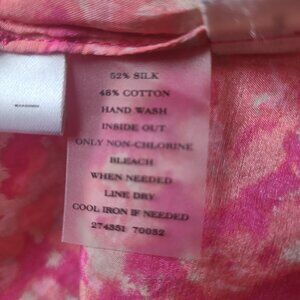 52% SILK
48% COTTON
HAND WASH
INSIDE OUT
ONLY NON-CHLORINE
BLEACH
WHEN NEEDED
LINE DRY
COOL IRON IF NEEDED
274351 70032